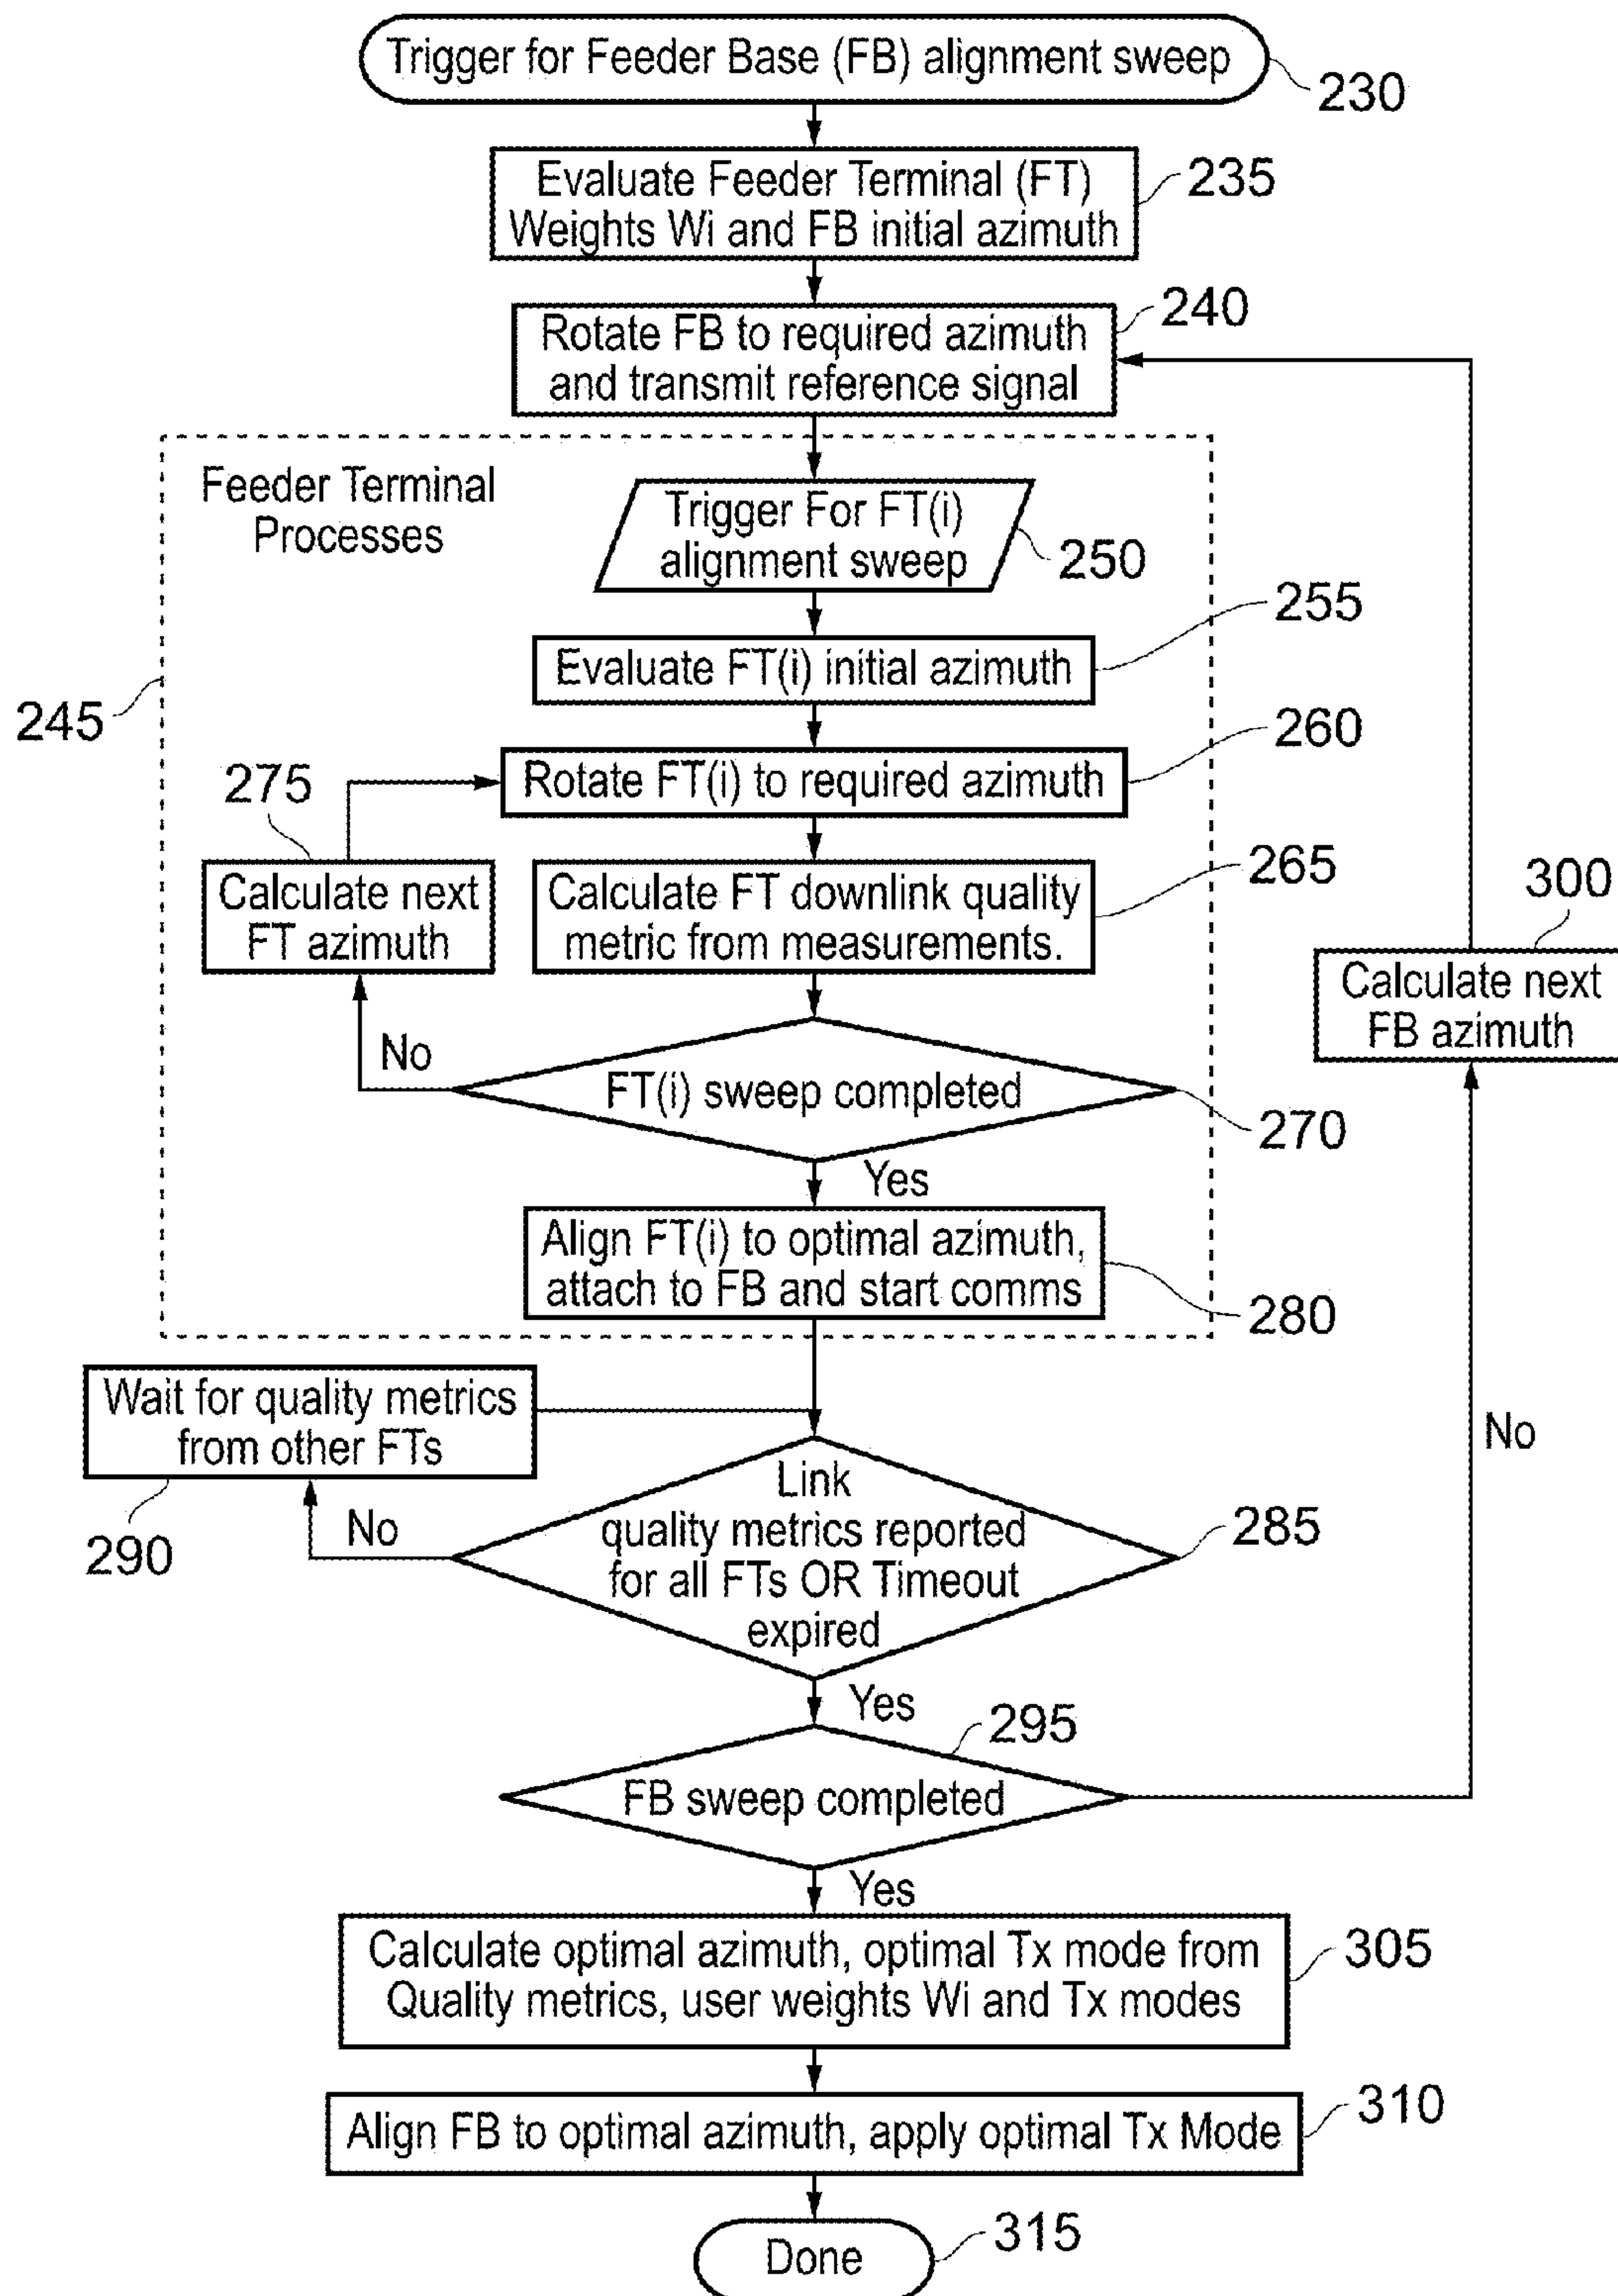 Trigger for Feeder Base (FB) alignment sweep
230
Evaluate Feeder Terminal (FT)
Weights Wi and FB initial azimuth
235
Rotate FB to required azimuth
and transmit reference signal
240
Feeder Terminal
Processes
Trigger For FT(i)
alignment sweep
250
255
Evaluate FT(i) initial azimuth
245
260
Rotate FT(i) to required azimuth
275
Calculate next
FT azimuth
Calculate FT downlink quality
metric from measurements.
265
300
Calculate next
FB azimuth
No
FT(i) sweep completed
270
Yes
Align FT(i) to optimal azimuth,
attach to FB and start comms
280
Wait for quality metrics
from other FTs
290
No
Link
quality metrics reported
for all FTs OR Timeout
expired
285
No
Yes
295
FB sweep completed
Yes
Calculate optimal azimuth, optimal Tx mode from
Quality metrics, user weights Wi and Tx modes
305
Align FB to optimal azimuth, apply optimal Tx Mode
310
Done
315